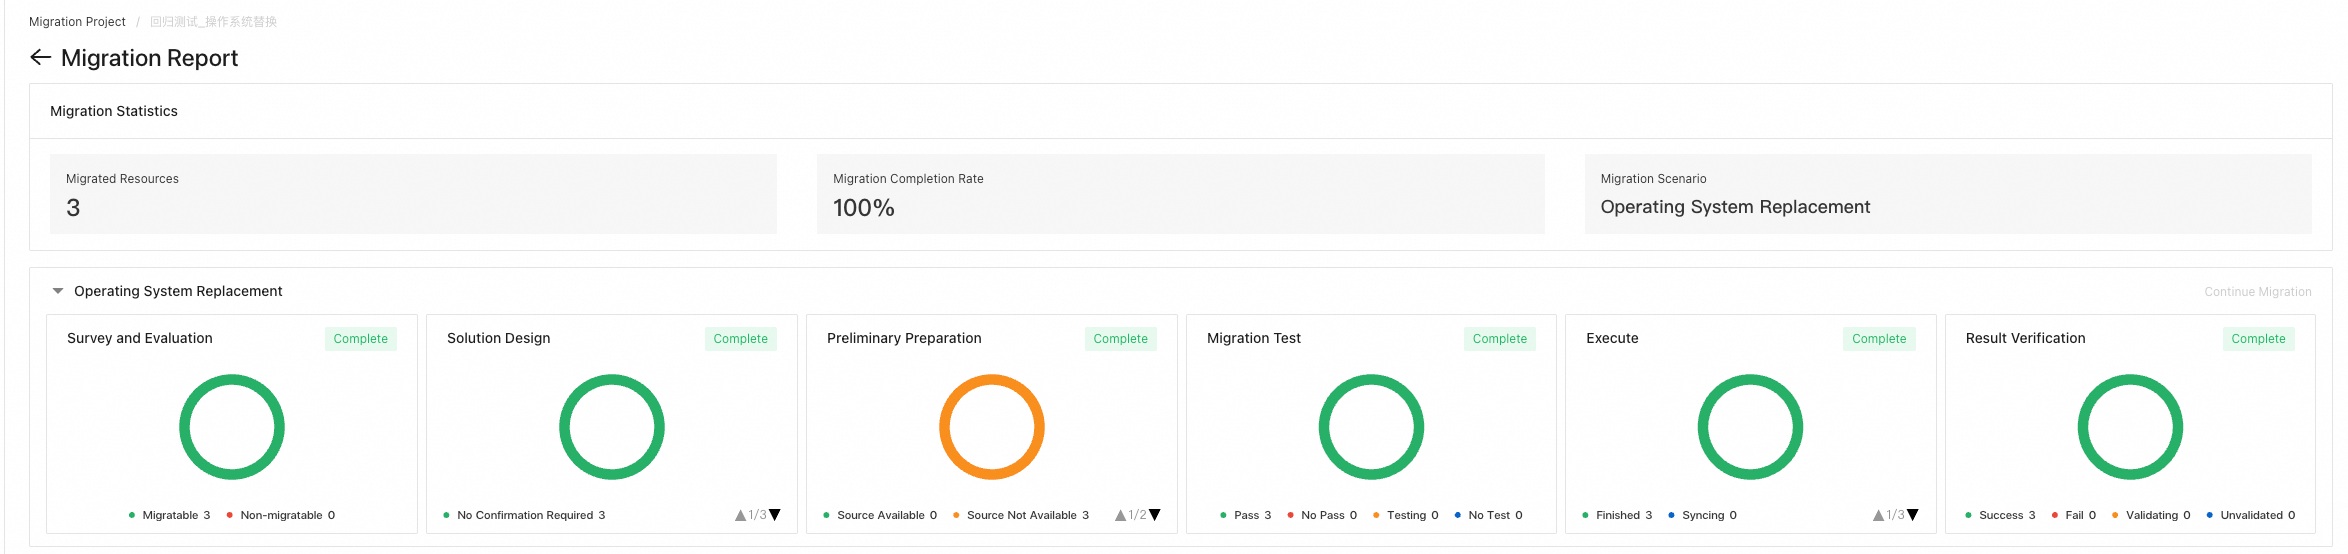 Migration Project / 回归测试_操作系统替换
Migration Report
Migration Statistics
Migrated Resources
3
Migration Completion Rate
100%
Migration Scenario
Operating System Replacement
Operating System Replacement
Continue Migration
Survey and Evaluation
Complete
Migratable 3 Non-migratable 0
Solution Design
Complete
No Confirmation Required 3
1/3
Preliminary Preparation
Complete
Source Available 0 Source Not Available 3
1/2
Migration Test
Complete
Pass 3 No Pass 0 Testing 0 No Test 0
Execute
Complete
Finished 3 Syncing 0
1/3
Result Verification
Complete
Success 3 Fail 0 Validating 0 Unvalidated 0